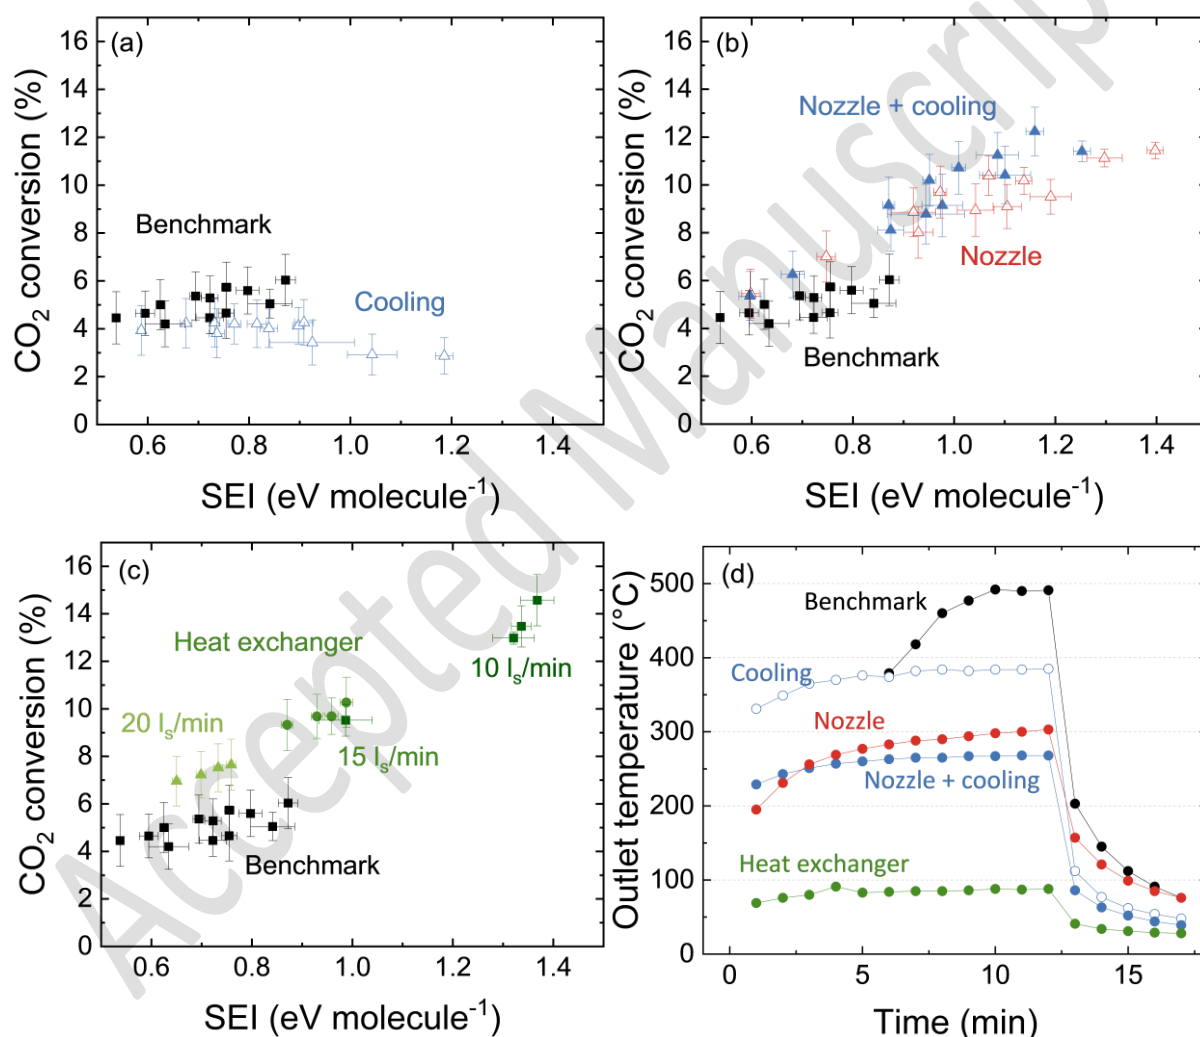 (a)
16
14
12
10
8
6
4
2
0
CO₂ conversion (%)
Benchmark
Cooling
0.6 0.8 1.0 1.2 1.4
SEI (eV molecule⁻¹)
(b)
16
14
12
10
8
6
4
2
0
CO₂ conversion (%)
Nozzle + cooling
Nozzle
Benchmark
0.6 0.8 1.0 1.2 1.4
SEI (eV molecule⁻¹)
(c)
16
14
12
10
8
6
4
2
0
CO₂ conversion (%)
Heat exchanger
10 lₛ/min
20 lₛ/min
15 lₛ/min
Benchmark
0.6 0.8 1.0 1.2 1.4
SEI (eV molecule⁻¹)
(d)
500
400
300
200
100
0
Outlet temperature (°C)
Benchmark
Cooling
Nozzle
Nozzle + cooling
Heat exchanger
0 5 10 15
Time (min)
Accepted Manuscrip